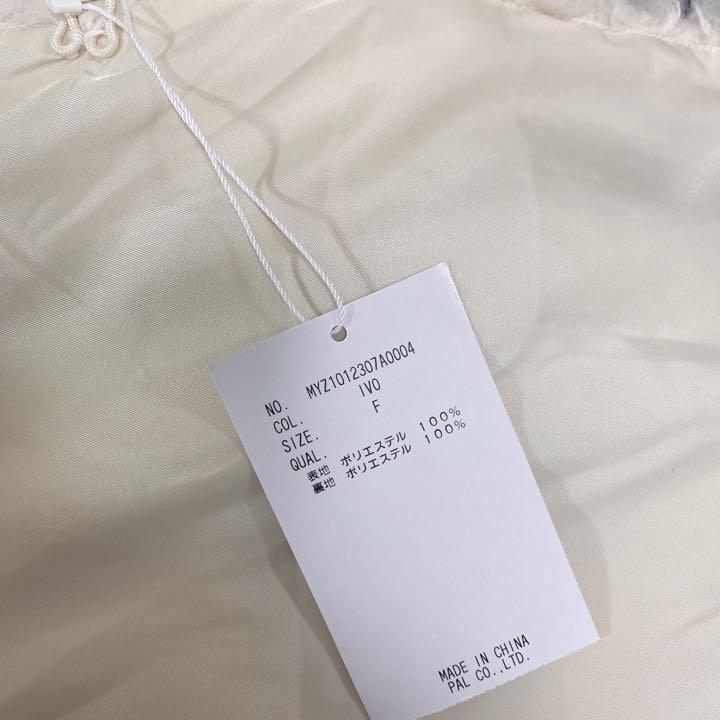 NO. MYZ1012307A0004
COL. IVO
SIZE. F
QUAL.
表地 ポリエステル 100%
裏地 ポリエステル 100%
MADE IN CHINA
PAL CO.,LTD.